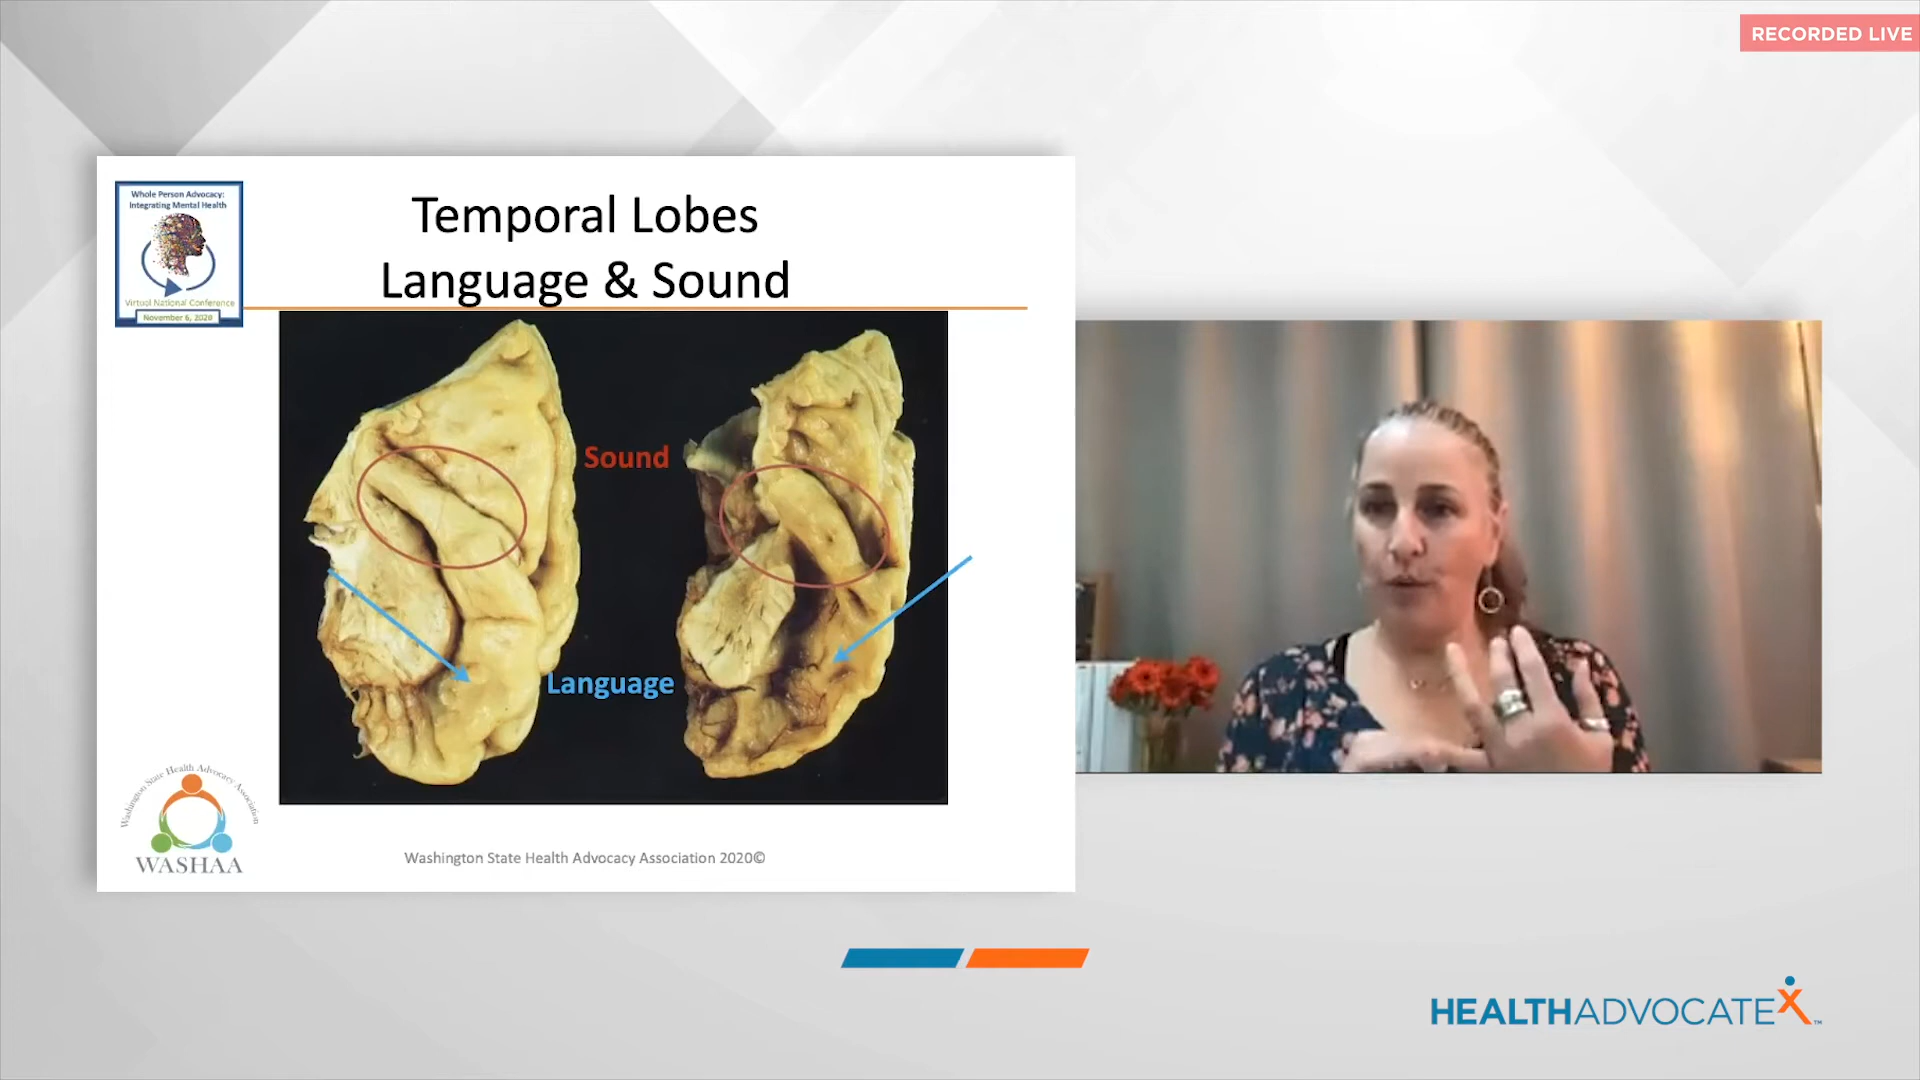 RECORDED LIVE
Whole Person Advocacy:
Integrating Mental Health
Virtual National Conference
November 6, 2020
Temporal Lobes
Language & Sound
Sound
Language
Washington State Health Advocacy Association
WASHAA
Washington State Health Advocacy Association 2020©
HEALTHADVOCATEX™